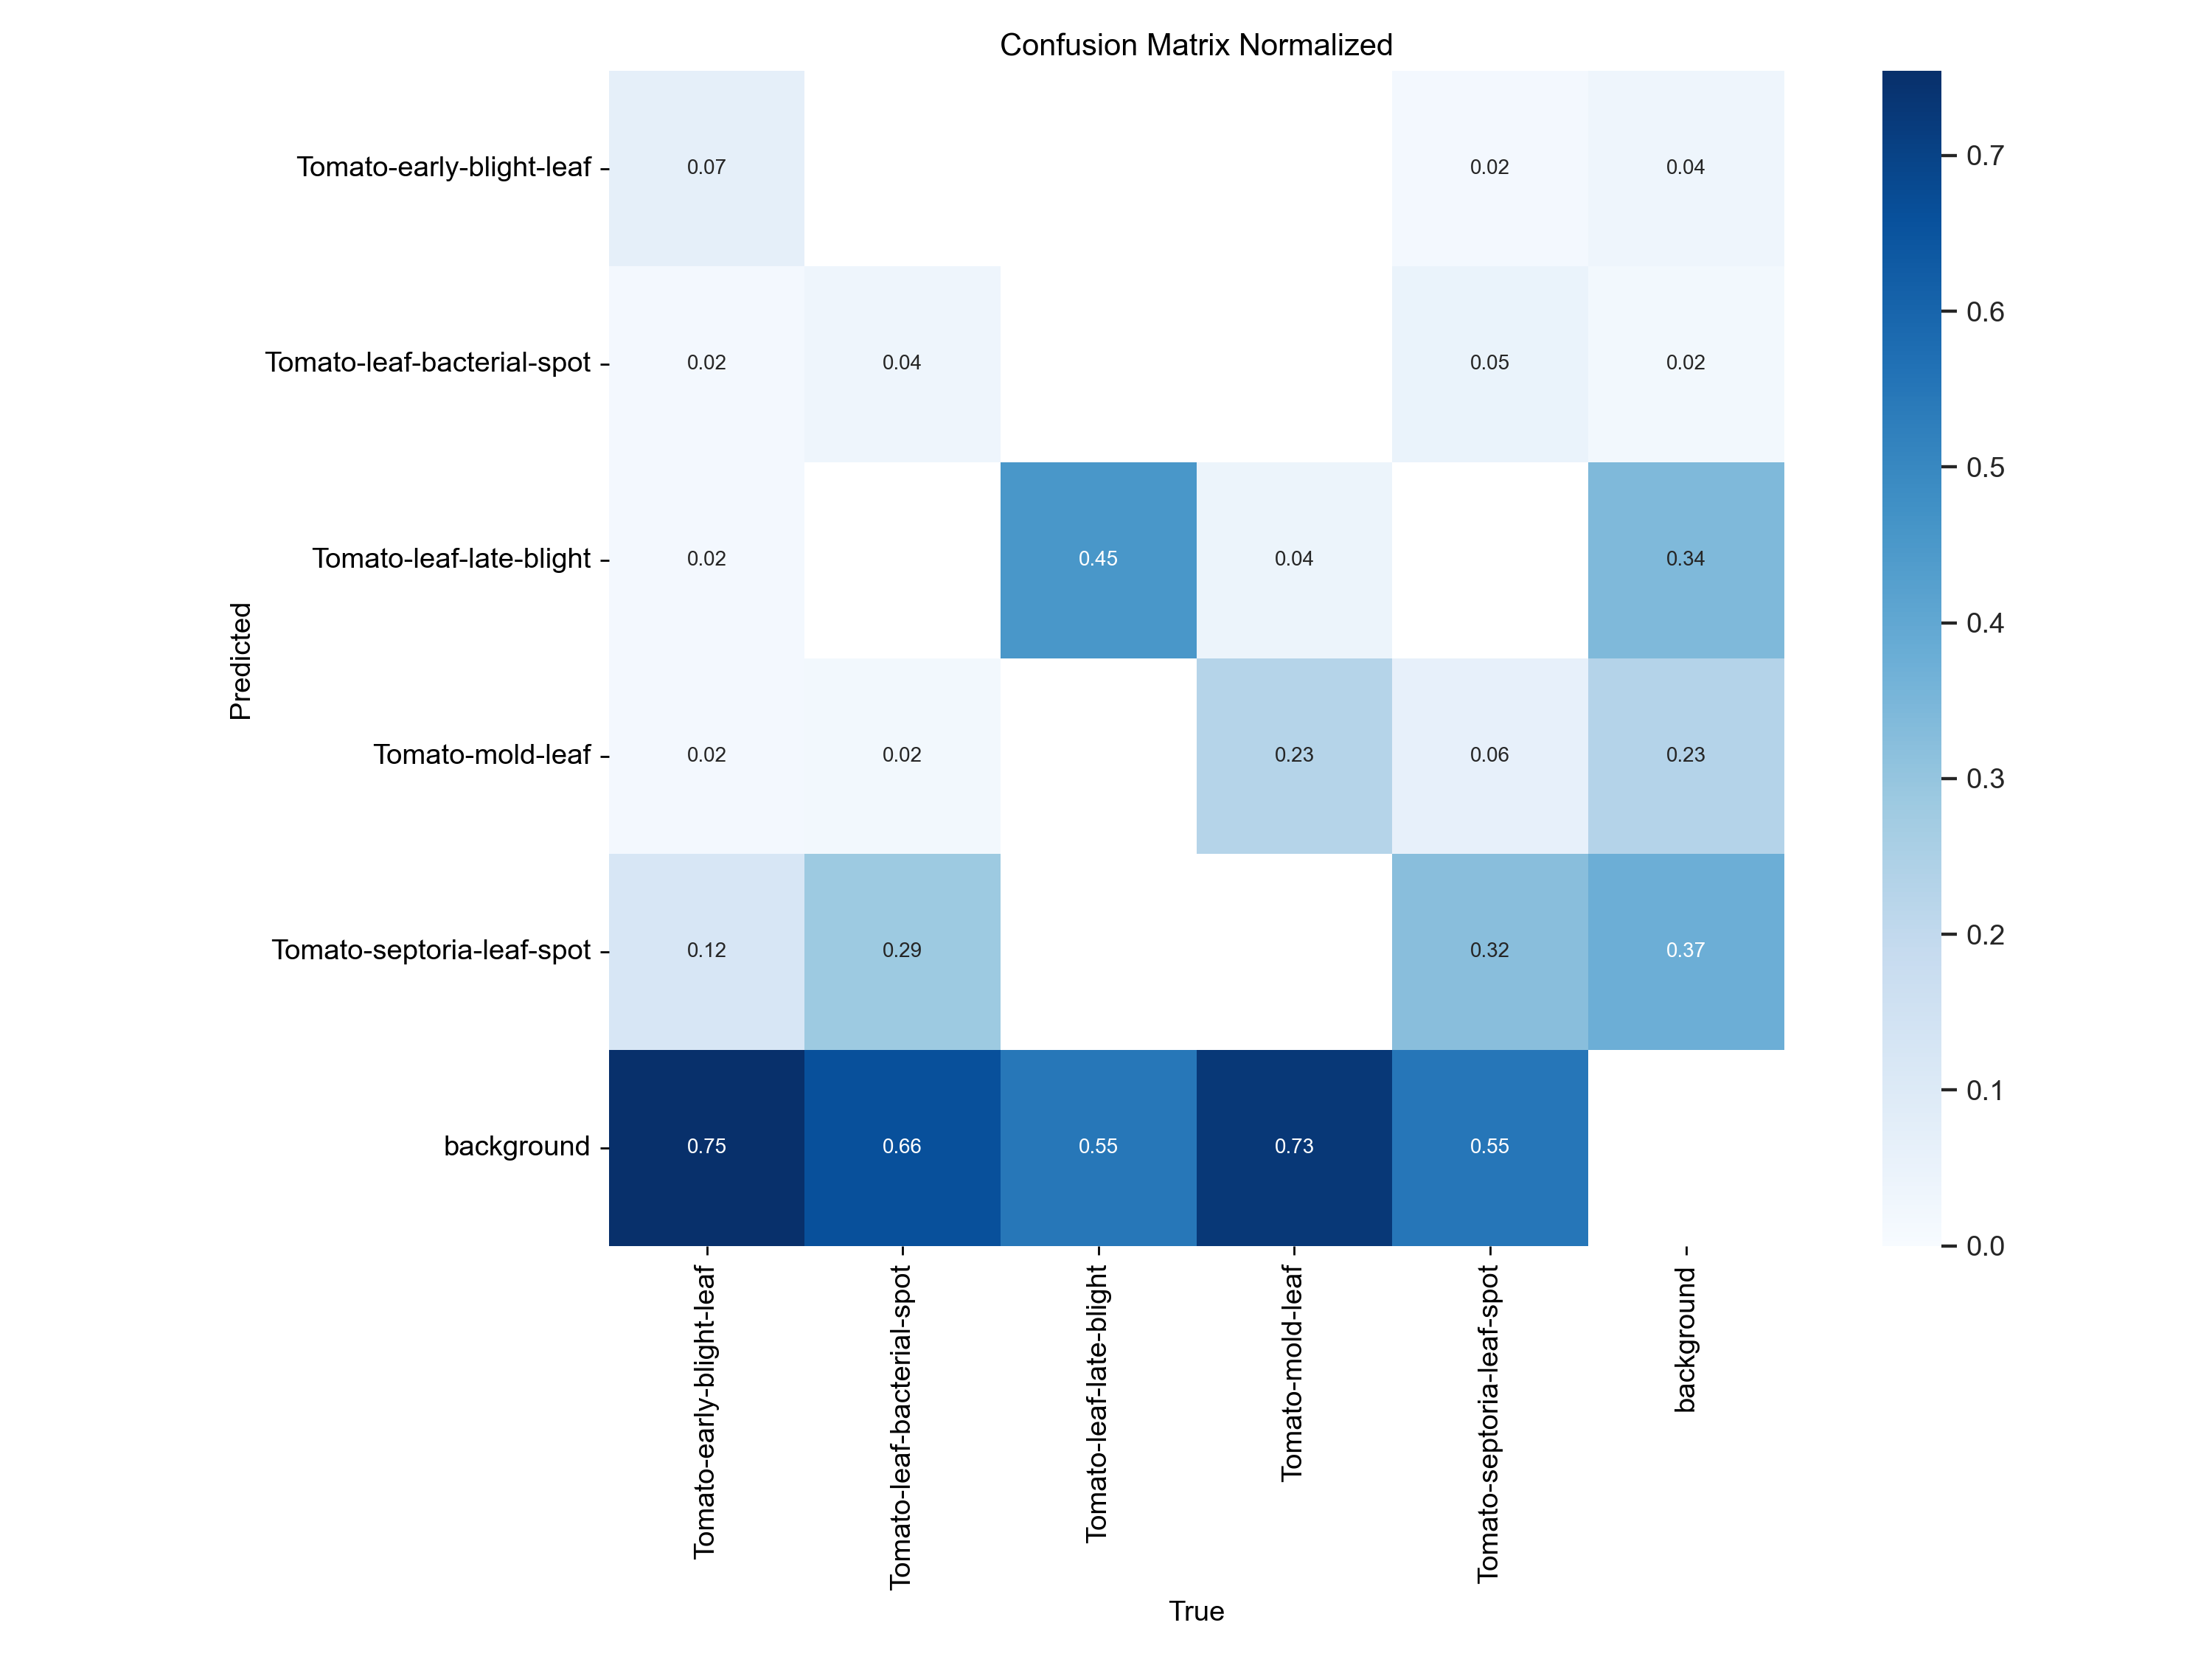 Confusion Matrix Normalized
Predicted
Tomato-early-blight-leaf 0.07 0.02 0.04
Tomato-leaf-bacterial-spot 0.02 0.04 0.05 0.02
Tomato-leaf-late-blight 0.02 0.45 0.04 0.34
Tomato-mold-leaf 0.02 0.02 0.23 0.06 0.23
Tomato-septoria-leaf-spot 0.12 0.29 0.32 0.37
background 0.75 0.66 0.55 0.73 0.55
Tomato-early-blight-leaf
Tomato-leaf-bacterial-spot
Tomato-leaf-late-blight
Tomato-mold-leaf
Tomato-septoria-leaf-spot
background
True
0.7
0.6
0.5
0.4
0.3
0.2
0.1
0.0